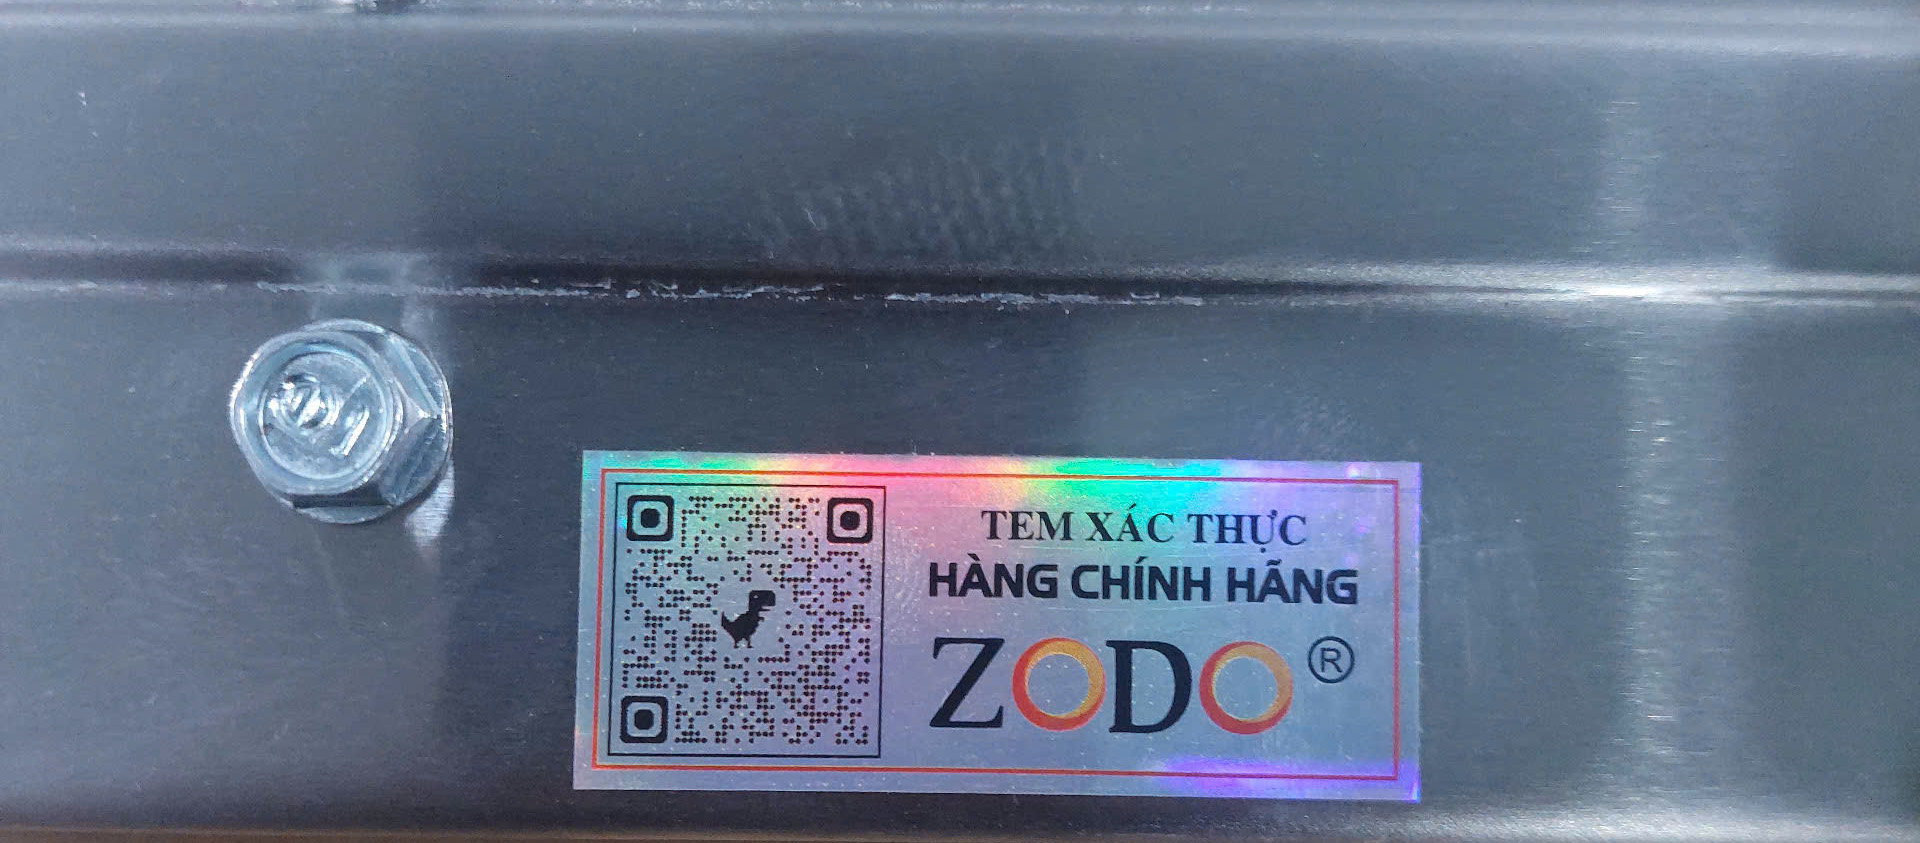 TEM XÁC THỰC
HÀNG CHÍNH HÃNG
ZODO®